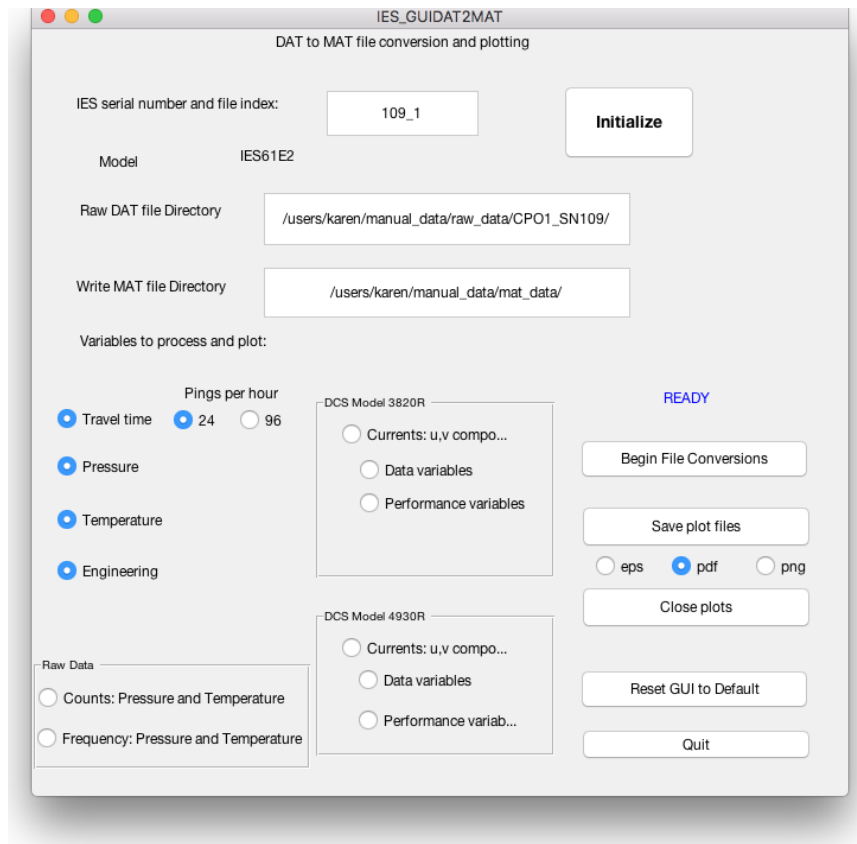 IES_GUIDAT2MAT
DAT to MAT file conversion and plotting
IES serial number and file index:
109_1
Initialize
Model
IES61E2
Raw DAT file Directory
/users/karen/manual_data/raw_data/CPO1_SN109/
Write MAT file Directory
/users/karen/manual_data/mat_data/
Variables to process and plot:
Pings per hour
Travel time
24
96
Pressure
Temperature
Engineering
Raw Data
Counts: Pressure and Temperature
Frequency: Pressure and Temperature
DCS Model 3820R
Currents: u,v compo...
Data variables
Performance variables
DCS Model 4930R
Currents: u,v compo...
Data variables
Performance variab...
READY
Begin File Conversions
Save plot files
eps
pdf
png
Close plots
Reset GUI to Default
Quit